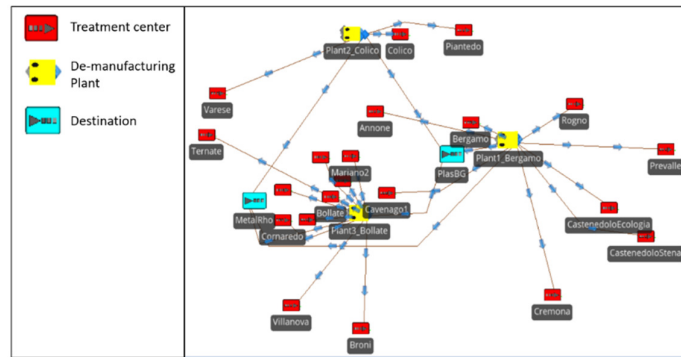 Treatment center
De-manufacturing
Plant
Destination
Plant2_Colico
Colico
Piantedo
Varese
Annone
Bergamo
Rogno
Ternate
Mariano2
PlasBG
Plant1_Bergamo
Prevalle
MetalRho
Bollate
Cavenago1
Cornaredo
Plant3_Bollate
CastenedoloEcologia
CastenedoloStena
Villanova
Broni
Cremona